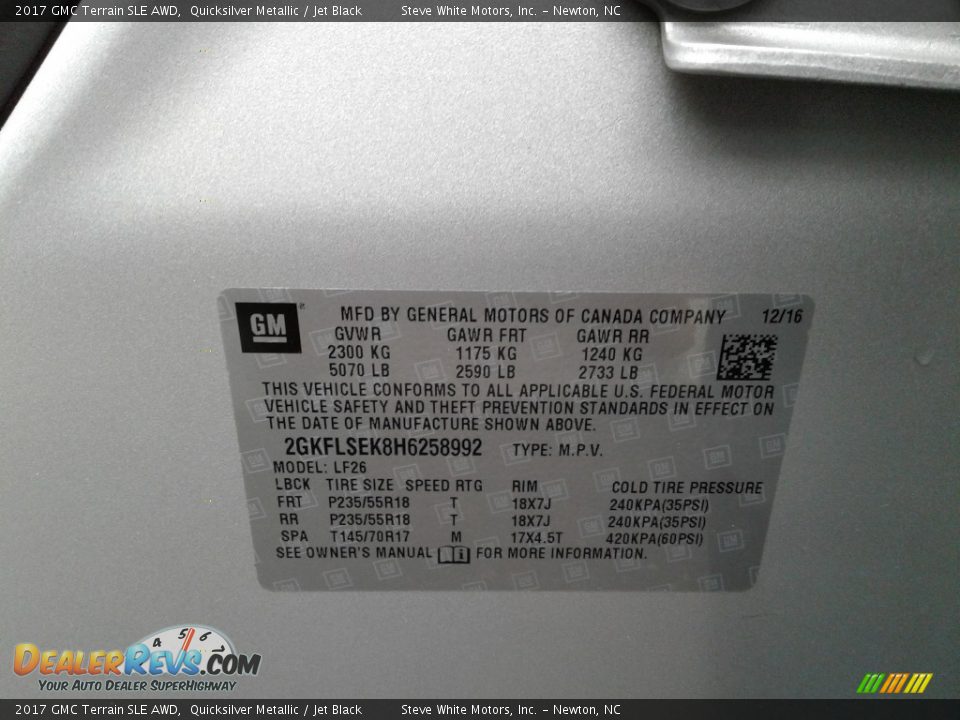 2017 GMC Terrain SLE AWD, Quicksilver Metallic / Jet Black Steve White Motors, Inc. - Newton, NC
GM
MFD BY GENERAL MOTORS OF CANADA COMPANY 12/16
GVWR GAWR FRT GAWR RR
2300 KG 1175 KG 1240 KG
5070 LB 2590 LB 2733 LB
THIS VEHICLE CONFORMS TO ALL APPLICABLE U.S. FEDERAL MOTOR
VEHICLE SAFETY AND THEFT PREVENTION STANDARDS IN EFFECT ON
THE DATE OF MANUFACTURE SHOWN ABOVE.
2GKFLSEK8H6258992 TYPE: M.P.V.
MODEL: LF26
LBCK TIRE SIZE SPEED RTG RIM COLD TIRE PRESSURE
FRT P235/55R18 T 18X7J 240KPA(35PSI)
RR P235/55R18 T 18X7J 240KPA(35PSI)
SPA T145/70R17 M 17X4.5T 420KPA(60PSI)
SEE OWNER'S MANUAL FOR MORE INFORMATION.
4 5 6 7
DEALERREVS.COM
YOUR AUTO DEALER SUPERHIGHWAY
2017 GMC Terrain SLE AWD, Quicksilver Metallic / Jet Black Steve White Motors, Inc. - Newton, NC